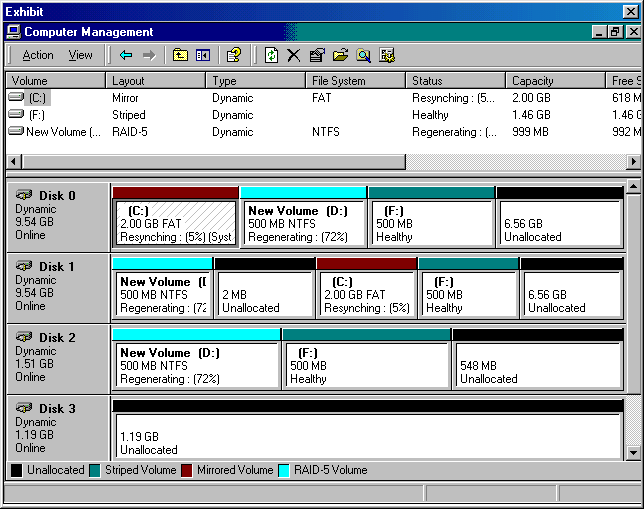 Exhibit
Computer Management
Action View
Volume Layout Type File System Status Capacity Free S
(C:) Mirror Dynamic FAT Resynching : (5... 2.00 GB 618 M
(F:) Striped Dynamic Healthy 1.46 GB 1.46 G
New Volume (... RAID-5 Dynamic NTFS Regenerating : (... 999 MB 992 M
Disk 0
Dynamic
9.54 GB
Online
(C:)
2.00 GB FAT
Resynching : (5%) (Syst
New Volume (D:)
500 MB NTFS
Regenerating : (72%)
(F:)
500 MB
Healthy
6.56 GB
Unallocated
Disk 1
Dynamic
9.54 GB
Online
New Volume (D
500 MB NTFS
Regenerating : (72
2 MB
Unallocated
(C:)
2.00 GB FAT
Resynching : (5%)
(F:)
500 MB
Healthy
6.56 GB
Unallocated
Disk 2
Dynamic
1.51 GB
Online
New Volume (D:)
500 MB NTFS
Regenerating : (72%)
(F:)
500 MB
Healthy
548 MB
Unallocated
Disk 3
Dynamic
1.19 GB
Online
1.19 GB
Unallocated
Unallocated Striped Volume Mirrored Volume RAID-5 Volume